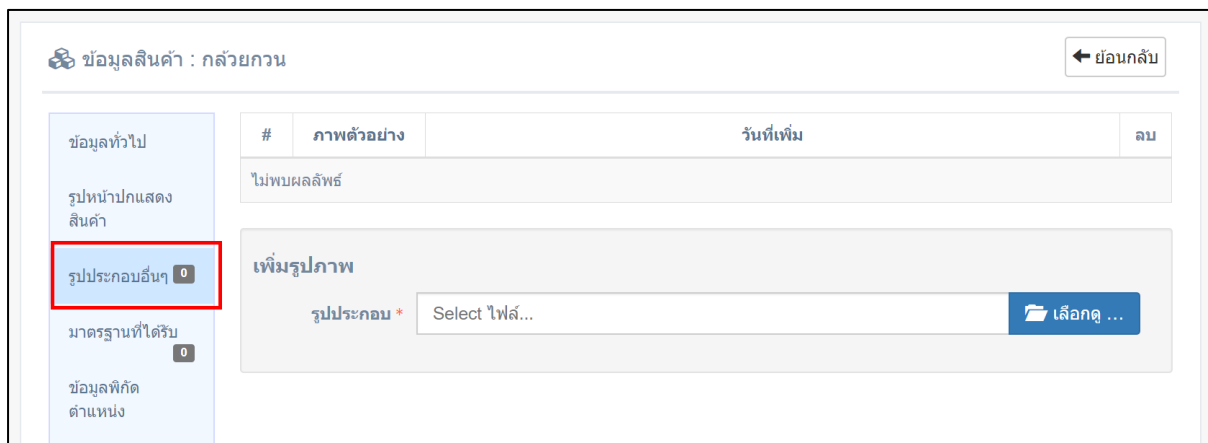 ข้อมูลสินค้า : กล้วยกวน
ย้อนกลับ
ข้อมูลทั่วไป
รูปหน้าปกแสดง
สินค้า
รูปประกอบอื่นๆ 0
มาตรฐานที่ได้รับ
0
ข้อมูลพิกัด
ตำแหน่ง
# ภาพตัวอย่าง วันที่เพิ่ม ลบ
ไม่พบผลลัพธ์
เพิ่มรูปภาพ
รูปประกอบ * Select ไฟล์... เลือกดู ...